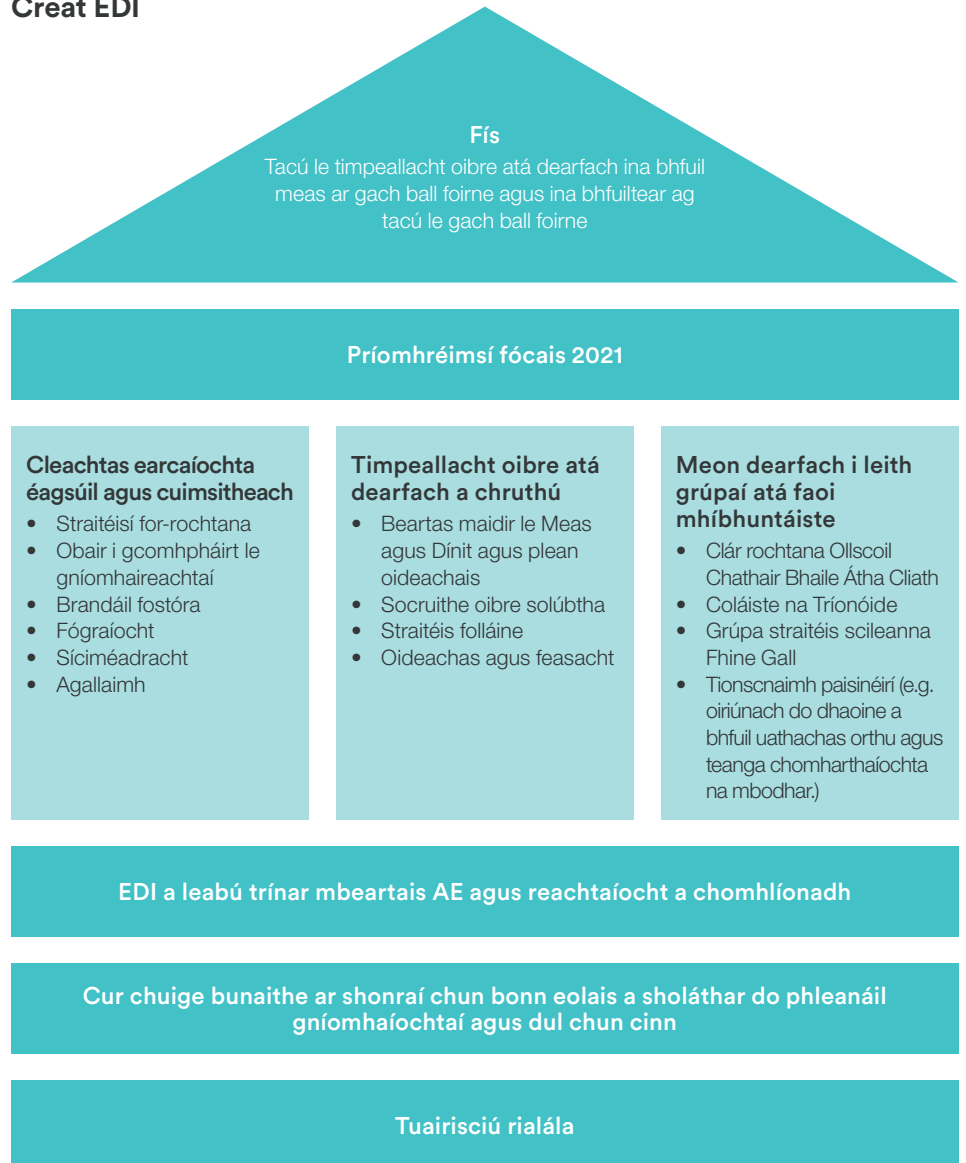 Creat EDI
Fís
Tacú le timpeallacht oibre atá dearfach ina bhfuil
meas ar gach ball foirne agus ina bhfuiltear ag
tacú le gach ball foirne
Príomhréimsí fócais 2021
Cleachtas earcaíochta
éagsúil agus cuimsitheach
• Straitéisí for-rochtana
• Obair i gcomhpháirt le
gníomhaireachtaí
• Brandáil fostóra
• Fógraíocht
• Síciméadracht
• Agallaimh
Timpeallacht oibre atá
dearfach a chruthú
• Beartas maidir le Meas
agus Dínit agus plean
oideachais
• Socruithe oibre solúbtha
• Straitéis folláine
• Oideachas agus feasacht
Meon dearfach i leith
grúpaí atá faoi
mhíbhuntáiste
• Clár rochtana Ollscoil
Chathair Bhaile Átha Cliath
• Coláiste na Tríonóide
• Grúpa straitéis scileanna
Fhine Gall
• Tionscnaimh paisinéirí (e.g.
oiriúnach do dhaoine a
bhfuil uathachas orthu agus
teanga chomharthaíochta
na mbodhar.)
EDI a leabú trínar mbeartais AE agus reachtaíocht a chomhlíonadh
Cur chuige bunaithe ar shonraí chun bonn eolais a sholáthar do phleanáil
gníomhaíochtaí agus dul chun cinn
Tuairisciú rialála